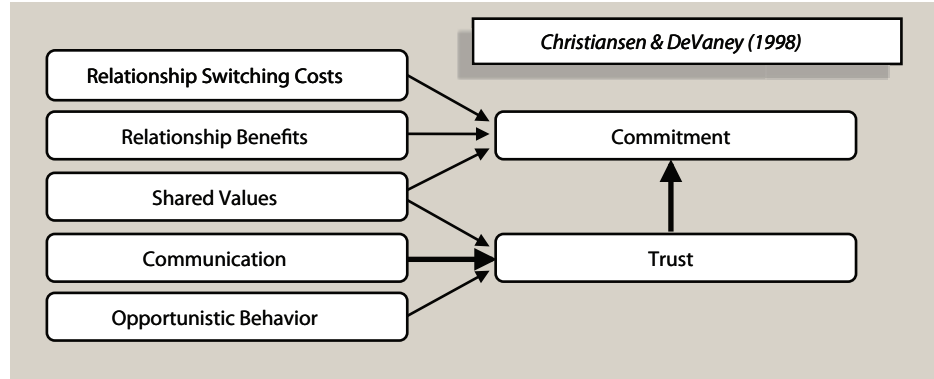 Christiansen & DeVaney (1998)
Relationship Switching Costs
Relationship Benefits
Commitment
Shared Values
Communication
Trust
Opportunistic Behavior